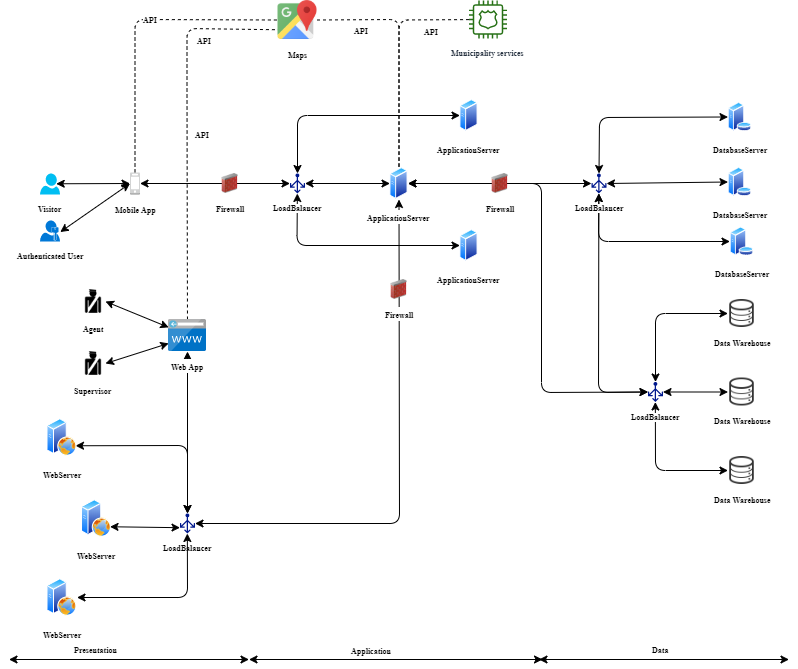 API
API
API
API
Maps
Municipality services
API
ApplicationServer
DatabaseServer
Visitor
Mobile App
Firewall
LoadBalancer
ApplicationServer
Firewall
LoadBalancer
DatabaseServer
Authenticated User
ApplicationServer
DatabaseServer
Agent
Firewall
Data Warehouse
WWW
Web App
Supervisor
LoadBalancer
Data Warehouse
WebServer
Data Warehouse
LoadBalancer
WebServer
WebServer
Presentation
Application
Data